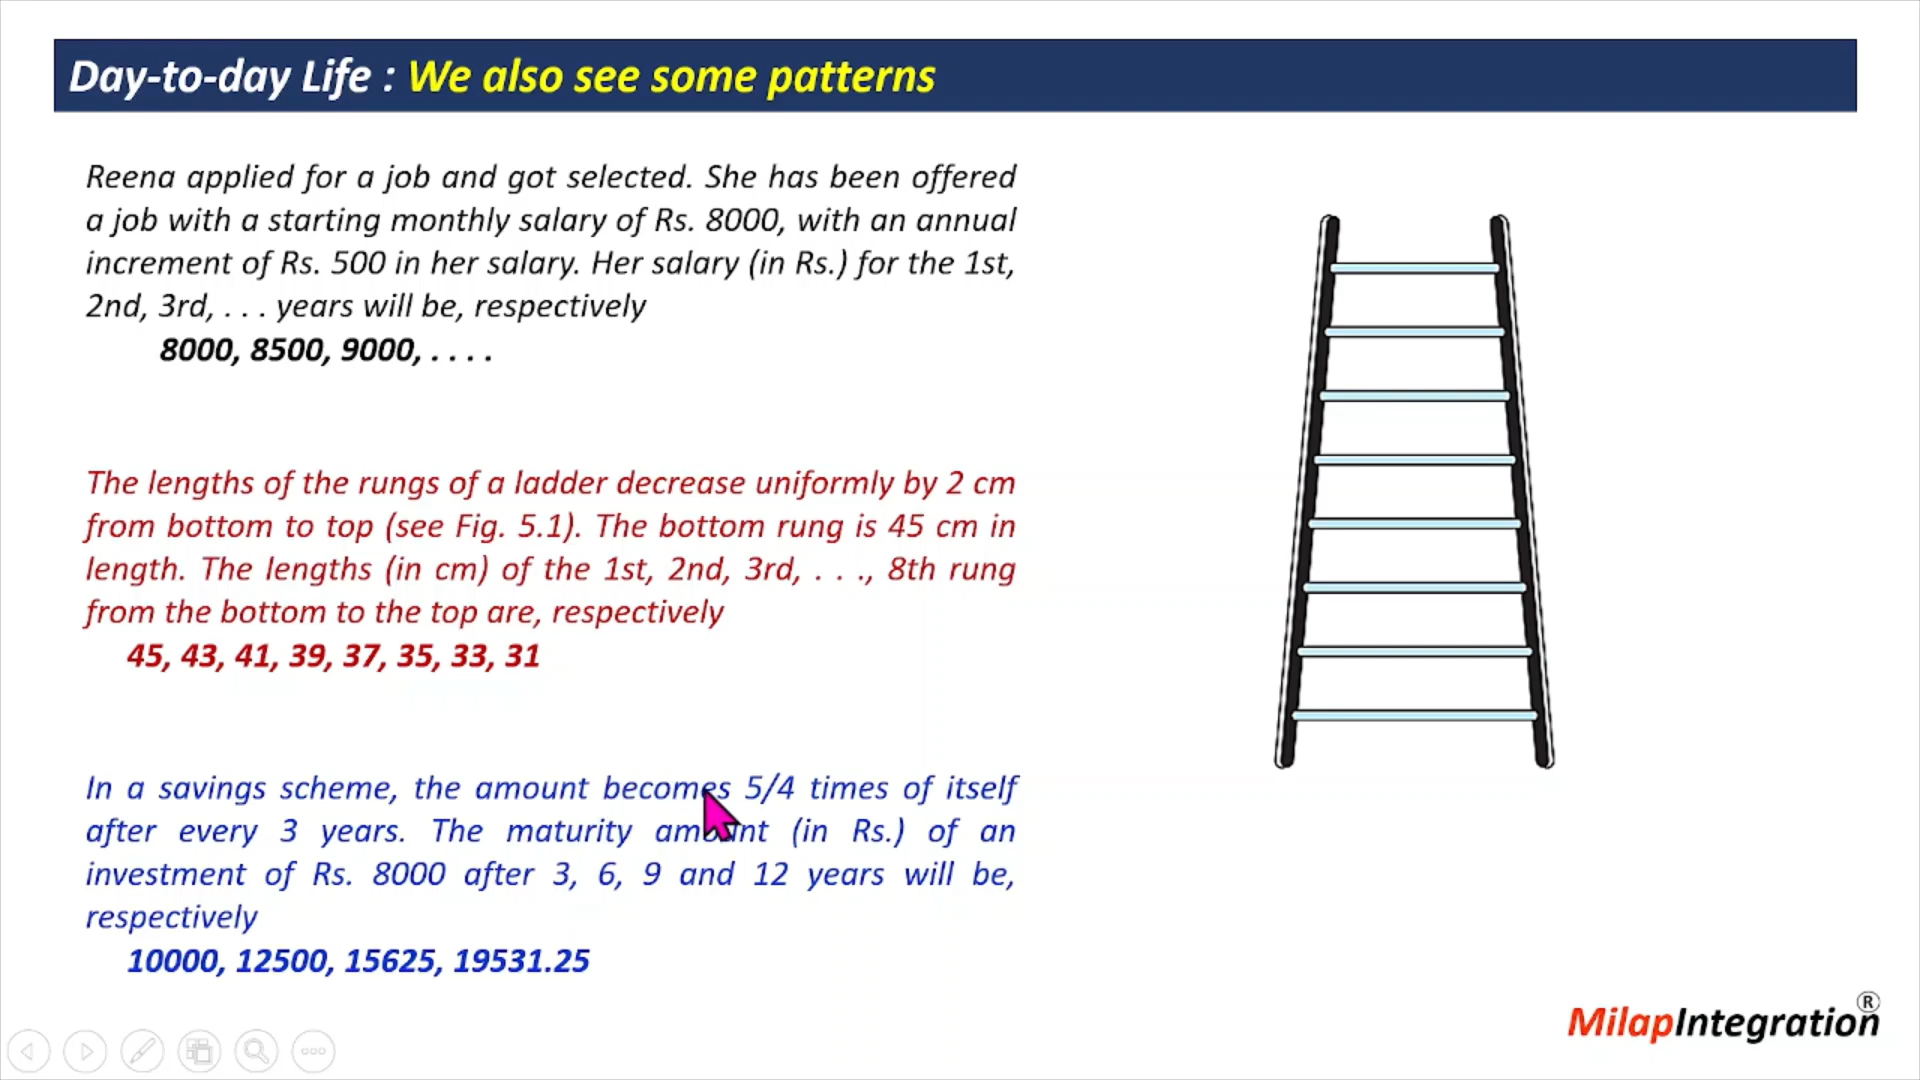 Day-to-day Life : We also see some patterns
Reena applied for a job and got selected. She has been offered
a job with a starting monthly salary of Rs. 8000, with an annual
increment of Rs. 500 in her salary. Her salary (in Rs.) for the 1st,
2nd, 3rd, . . . years will be, respectively
8000, 8500, 9000, . . . .
The lengths of the rungs of a ladder decrease uniformly by 2 cm
from bottom to top (see Fig. 5.1). The bottom rung is 45 cm in
length. The lengths (in cm) of the 1st, 2nd, 3rd, . . ., 8th rung
from the bottom to the top are, respectively
45, 43, 41, 39, 37, 35, 33, 31
In a savings scheme, the amount becomes 5/4 times of itself
after every 3 years. The maturity amount (in Rs.) of an
investment of Rs. 8000 after 3, 6, 9 and 12 years will be,
respectively
10000, 12500, 15625, 19531.25
MilapIntegration®